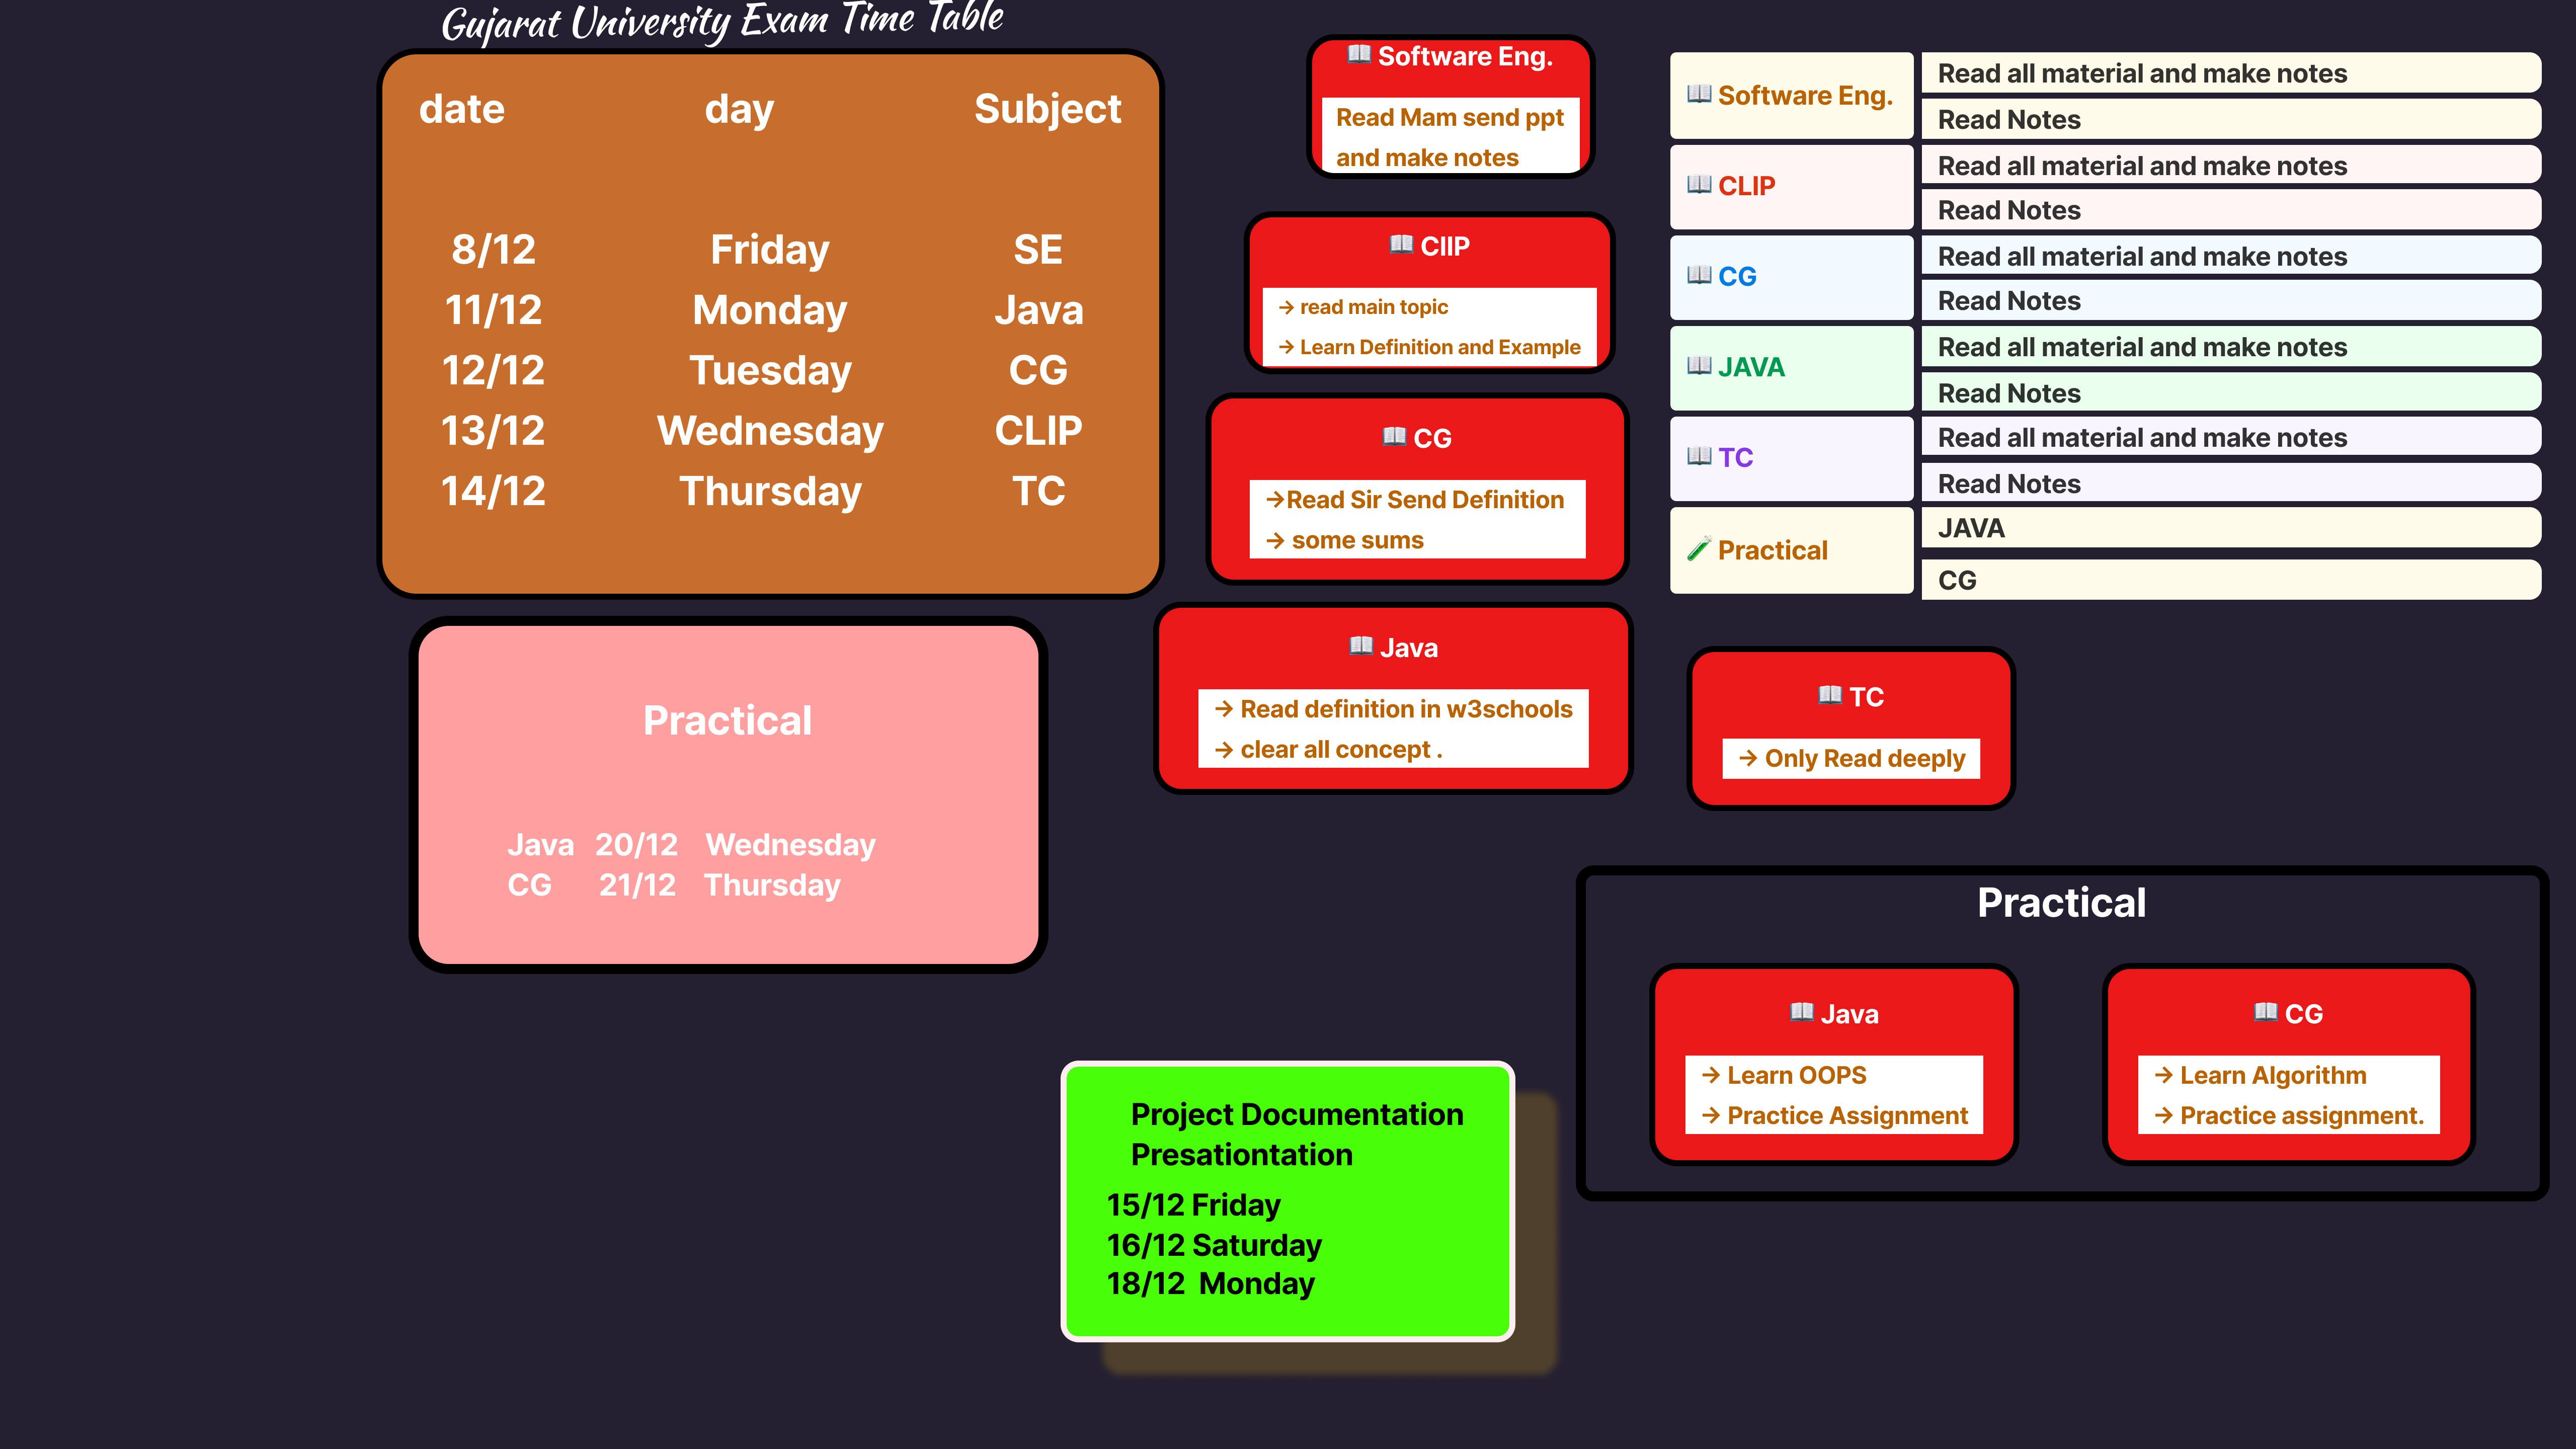 Gujarat University Exam Time Table
date day Subject
8/12 Friday SE
11/12 Monday Java
12/12 Tuesday CG
13/12 Wednesday CLIP
14/12 Thursday TC
Practical
Java 20/12 Wednesday
CG 21/12 Thursday
📖 Software Eng.
Read Mam send ppt
and make notes
📖 ClIP
→ read main topic
→ Learn Definition and Example
📖 CG
→Read Sir Send Definition
→ some sums
📖 Java
→ Read definition in w3schools
→ clear all concept .
📖 Software Eng.
Read all material and make notes
Read Notes
📖 CLIP
Read all material and make notes
Read Notes
📖 CG
Read all material and make notes
Read Notes
📖 JAVA
Read all material and make notes
Read Notes
📖 TC
Read all material and make notes
Read Notes
🧪 Practical
JAVA
CG
📖 TC
→ Only Read deeply
Practical
📖 Java
→ Learn OOPS
→ Practice Assignment
📖 CG
→ Learn Algorithm
→ Practice assignment.
Project Documentation
Presationtation
15/12 Friday
16/12 Saturday
18/12 Monday